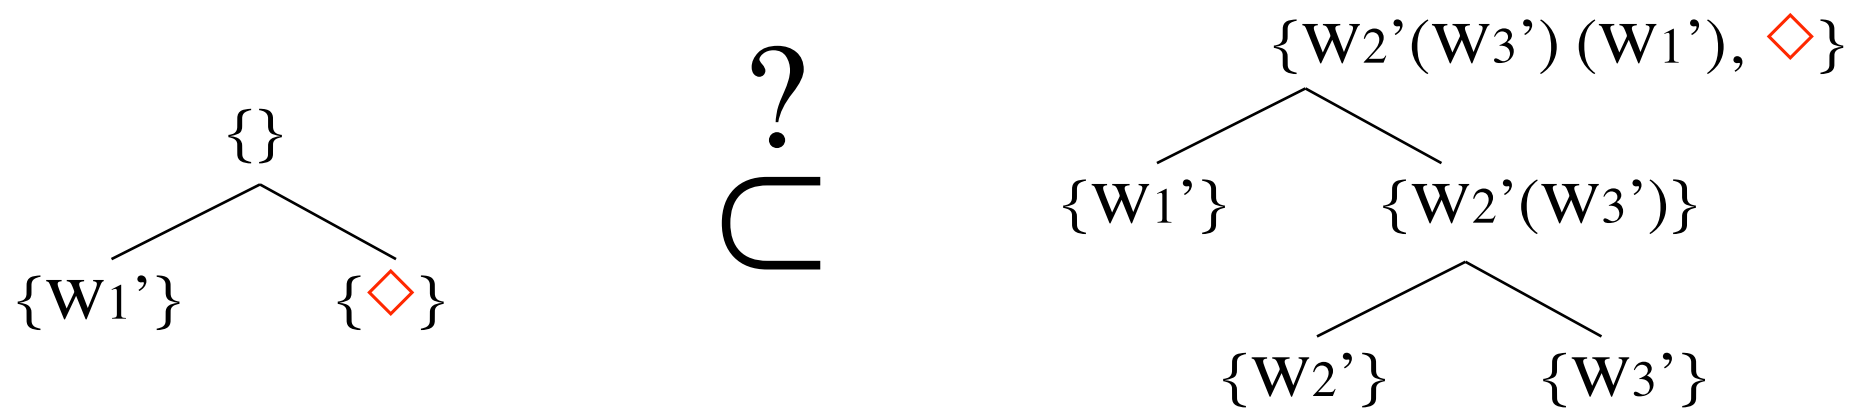 {W2’(W3’) (W1’), ◇}
{}
?
⊂
{W1’} {W2’(W3’)}
{W1’} {◇}
{W2’} {W3’}